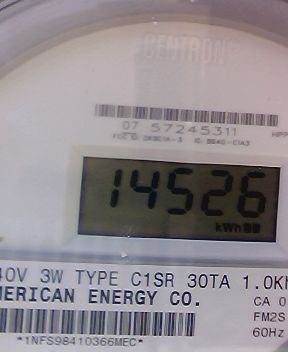 CENTRON®
07 57245311
14526
kWh
40V 3W TYPE C1SR 30TA 1.0Kh
MERICAN ENERGY CO.
CA 0
FM2S
60Hz
*1NFS98410366MEC*